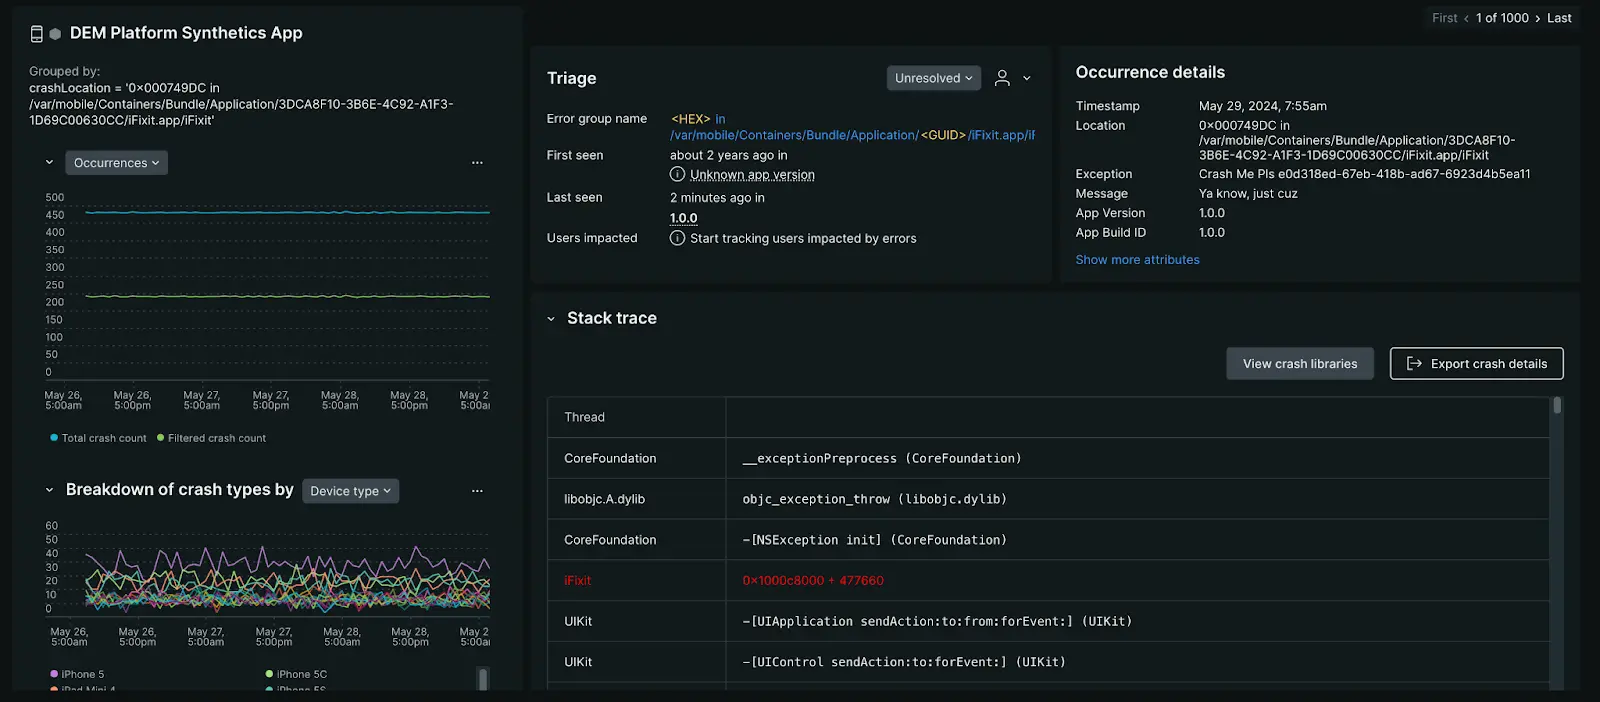 First ‹ 1 of 1000 › Last
DEM Platform Synthetics App
Grouped by:
crashLocation = '0x000749DC in
/var/mobile/Containers/Bundle/Application/3DCA8F10-3B6E-4C92-A1F3-
1D69C00630CC/iFixit.app/iFixit'
Occurrences
...
500
450
400
350
300
250
200
150
100
50
0
May 26, May 26, May 27, May 27, May 28, May 28, May 2
5:00am 5:00pm 5:00am 5:00pm 5:00am 5:00pm 5:00a
Total crash count Filtered crash count
Breakdown of crash types by Device type
...
60
50
40
30
20
10
0
May 26, May 26, May 27, May 27, May 28, May 28, May 2
5:00am 5:00pm 5:00am 5:00pm 5:00am 5:00pm 5:00a
iPhone 5 iPhone 5C
iPad Mini 4 iPhone 5S
Triage
Unresolved
Error group name <HEX> in
/var/mobile/Containers/Bundle/Application/<GUID>/iFixit.app/iF
First seen about 2 years ago in
Unknown app version
Last seen 2 minutes ago in
1.0.0
Users impacted Start tracking users impacted by errors
Occurrence details
Timestamp May 29, 2024, 7:55am
Location 0x000749DC in
/var/mobile/Containers/Bundle/Application/3DCA8F10-
3B6E-4C92-A1F3-1D69C00630CC/iFixit.app/iFixit
Exception Crash Me Pls e0d318ed-67eb-418b-ad67-6923d4b5ea11
Message Ya know, just cuz
App Version 1.0.0
App Build ID 1.0.0
Show more attributes
Stack trace
View crash libraries Export crash details
Thread
CoreFoundation __exceptionPreprocess (CoreFoundation)
libobjc.A.dylib objc_exception_throw (libobjc.dylib)
CoreFoundation -[NSException init] (CoreFoundation)
iFixit 0x1000c8000 + 477660
UIKit -[UIApplication sendAction:to:from:forEvent:] (UIKit)
UIKit -[UIControl sendAction:to:forEvent:] (UIKit)